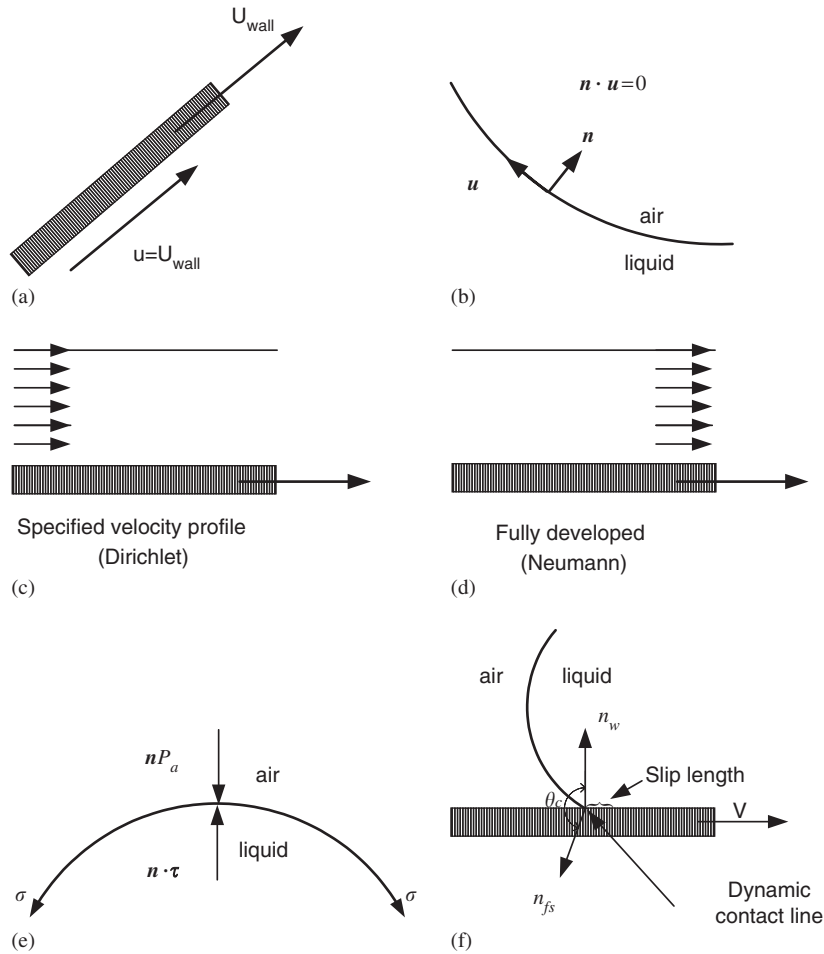 U_wall
u=U_wall
(a)
n · u=0
n
u
air
liquid
(b)
Specified velocity profile
(Dirichlet)
(c)
Fully developed
(Neumann)
(d)
nP_a
air
liquid
n·τ
σ
σ
(e)
air
liquid
n_w
Slip length
θ_c
V
n_fs
Dynamic
contact line
(f)